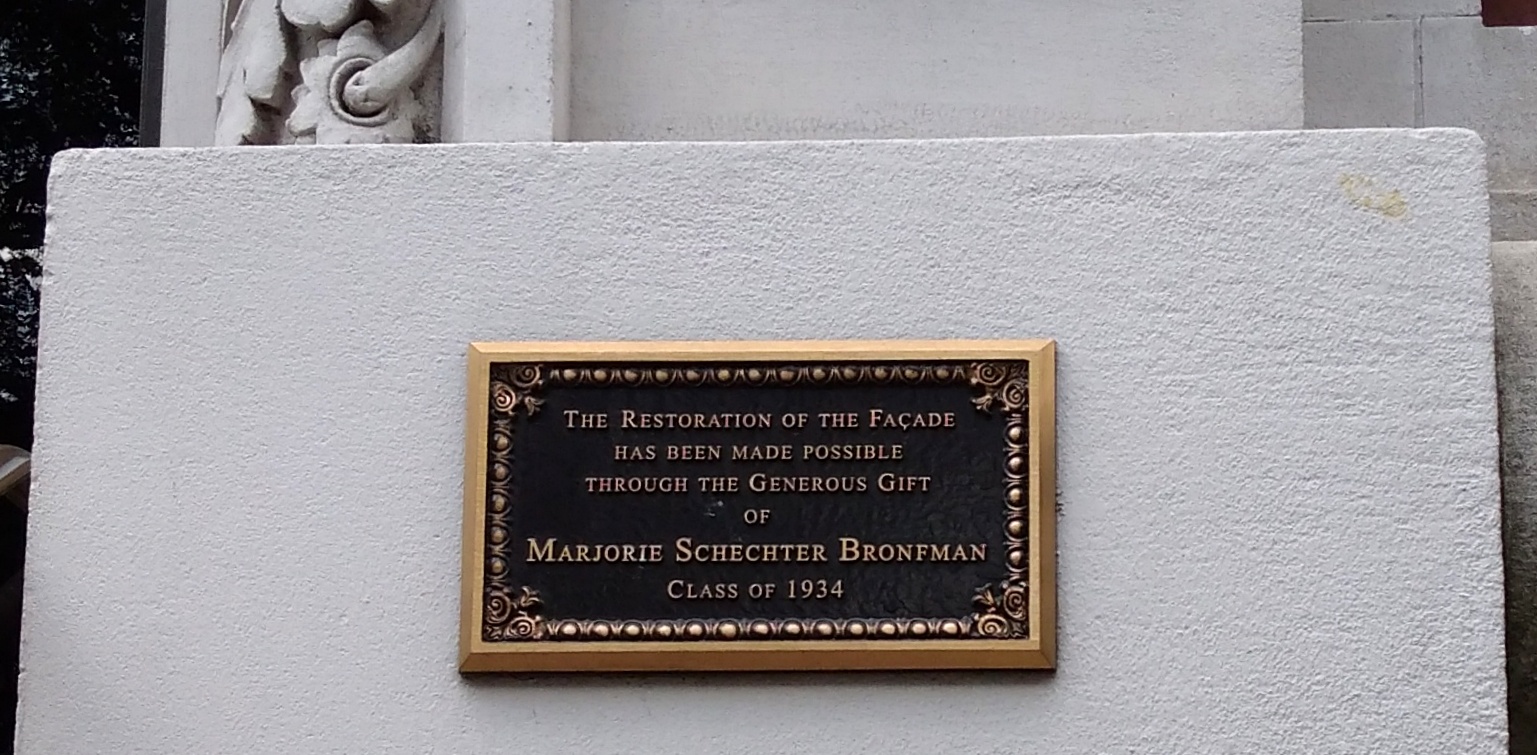 THE RESTORATION OF THE FAÇADE
HAS BEEN MADE POSSIBLE
THROUGH THE GENEROUS GIFT
OF
MARJORIE SCHECHTER BRONFMAN
CLASS OF 1934